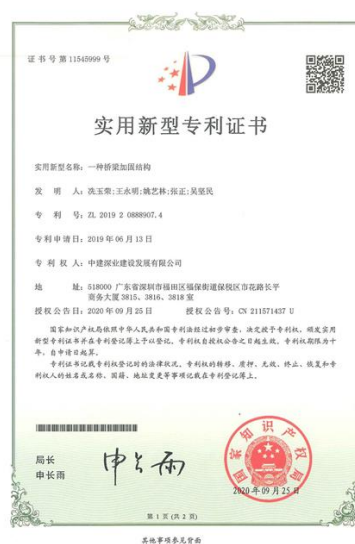 证书号第11545999号
实用新型专利证书
实用新型名称：一种桥梁加固结构
发 明 人：冼玉荣;王永明;姚艺林;张正;吴坚民
专 利 号：ZL 2019 2 0888907.4
专利申请日：2019年06月13日
专 利 权 人：中建深业建设发展有限公司
地 址：518000 广东省深圳市福田区福保街道保税区市花路长平
商务大厦3815、3816、3818室
授权公告日：2020年09月25日 授权公告号：CN 211571437 U
国家知识产权局依照中华人民共和国专利法经过初步审查，决定授予专利权，颁发实用
新型专利证书并在专利登记簿上予以登记。专利权自授权公告之日起生效。专利权期限为十
年，自申请日起算。
专利证书记载专利权登记时的法律状况。专利权的转移、质押、无效、终止、恢复和专
利权人的姓名或名称、国籍、地址变更等事项记载在专利登记簿上。
局长
申长雨
申长雨
国家知识产权局
2020年09月25日
第 1 页 (共 2 页)
其他事项参见背面